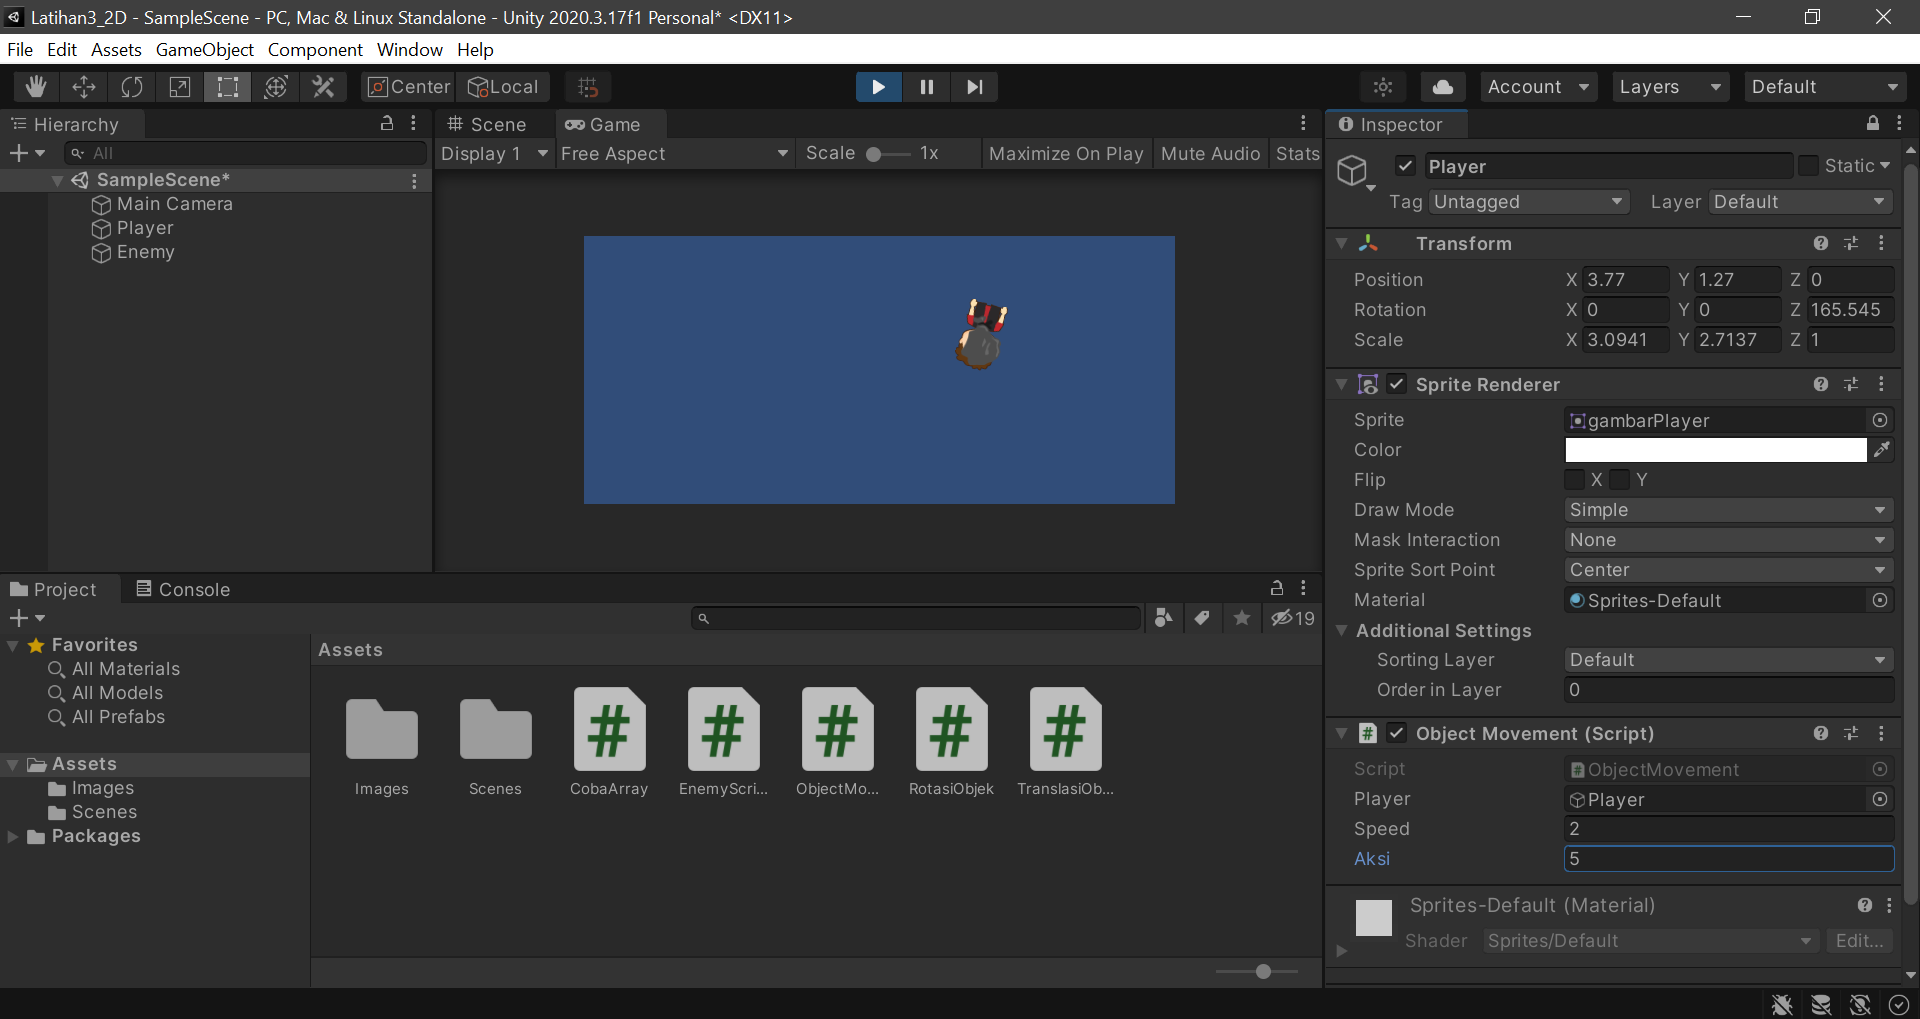 Latihan3_2D - SampleScene - PC, Mac & Linux Standalone - Unity 2020.3.17f1 Personal* <DX11>
File Edit Assets GameObject Component Window Help
Center Local Account Layers Default
Hierarchy
All
SampleScene*
Main Camera
Player
Enemy
Scene Game
Display 1 Free Aspect Scale 1x Maximize On Play Mute Audio Stats
Project Console
19
Favorites
All Materials
All Models
All Prefabs
Assets
Images
Scenes
Packages
Assets
Images Scenes CobaArray EnemyScri... ObjectMo... RotasiObjek TranslasiOb...
Inspector
Player Static
Tag Untagged Layer Default
Transform
Position X 3.77 Y 1.27 Z 0
Rotation X 0 Y 0 Z 165.545
Scale X 3.0941 Y 2.7137 Z 1
Sprite Renderer
Sprite gambarPlayer
Color
Flip X Y
Draw Mode Simple
Mask Interaction None
Sprite Sort Point Center
Material Sprites-Default
Additional Settings
Sorting Layer Default
Order in Layer 0
Object Movement (Script)
Script ObjectMovement
Player Player
Speed 2
Aksi 5
Sprites-Default (Material)
Shader Sprites/Default Edit...